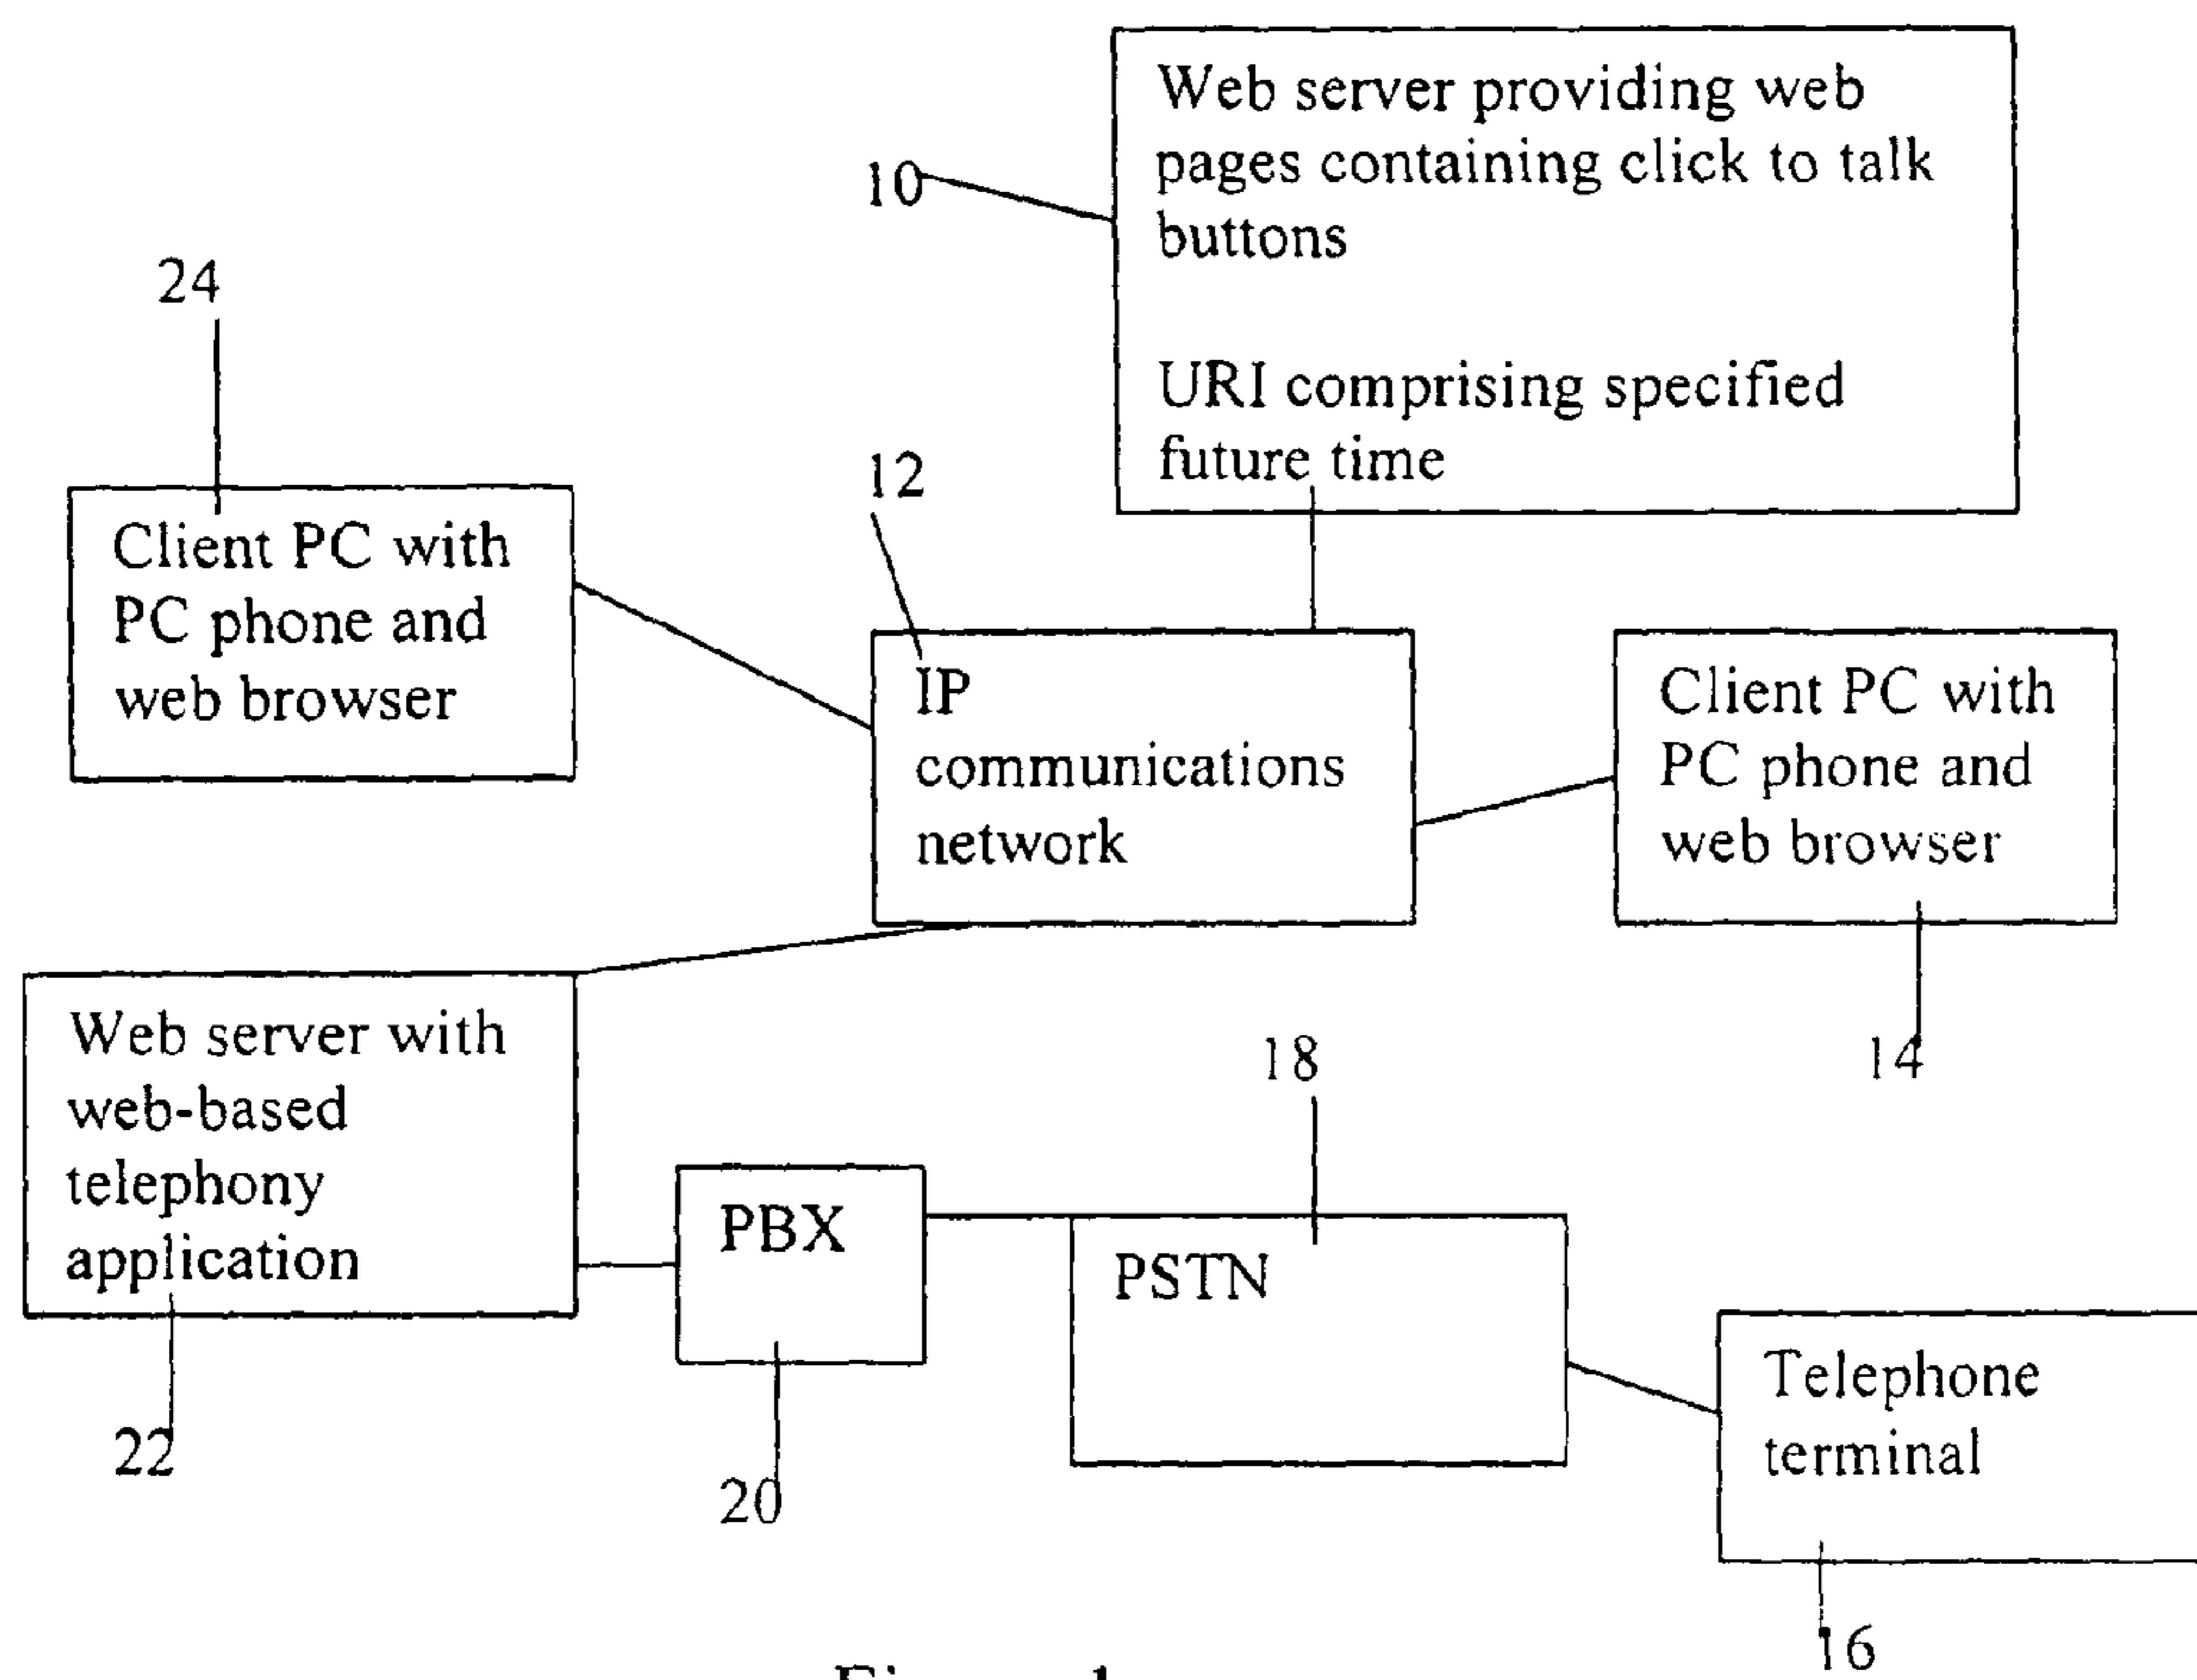 Web server providing web
pages containing click to talk
buttons
URI comprising specified
future time
10
24
12
Client PC with
PC phone and
web browser
IP
communications
network
Client PC with
PC phone and
web browser
14
Web server with
web-based
telephony
application
22
18
PBX
20
PSTN
Telephone
terminal
16